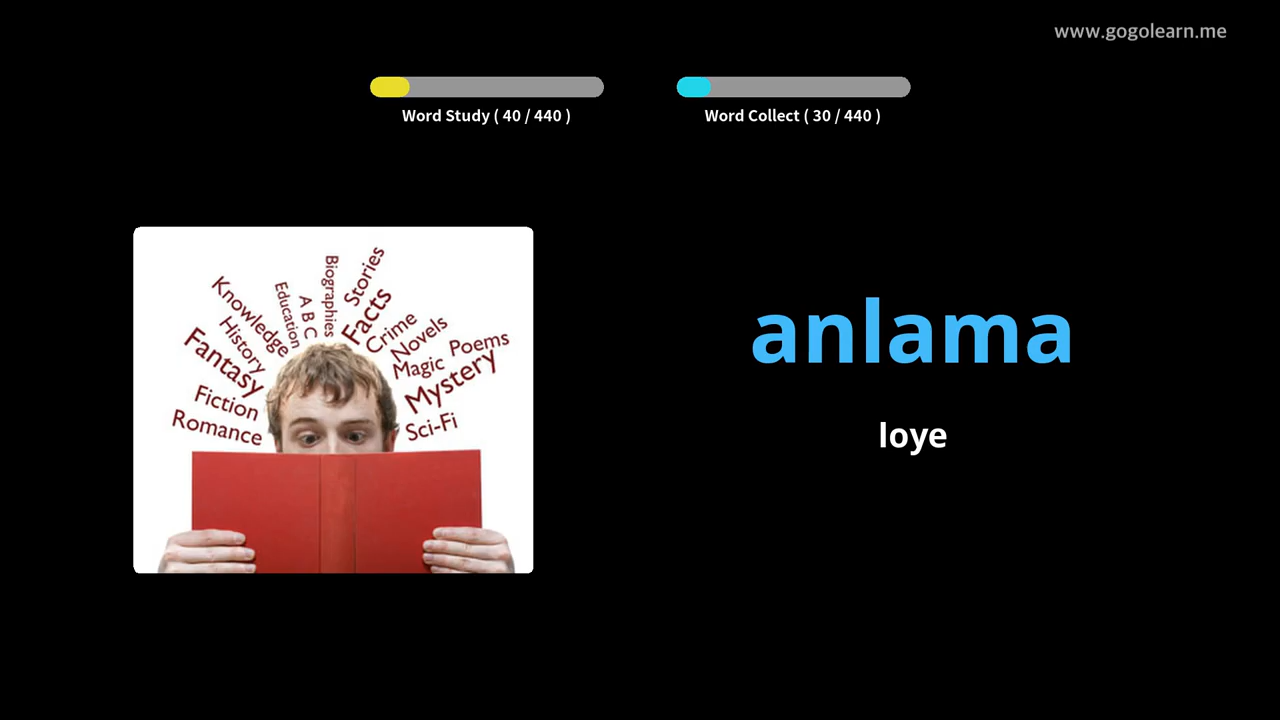 www.gogolearn.me
Word Study ( 40 / 440 )
Word Collect ( 30 / 440 )
Stories
Biographies
Facts
A B C
Education
Knowledge
Crime
Novels
History
Poems
Fantasy
Magic
Mystery
Fiction
Romance
Sci-Fi
anlama
loye